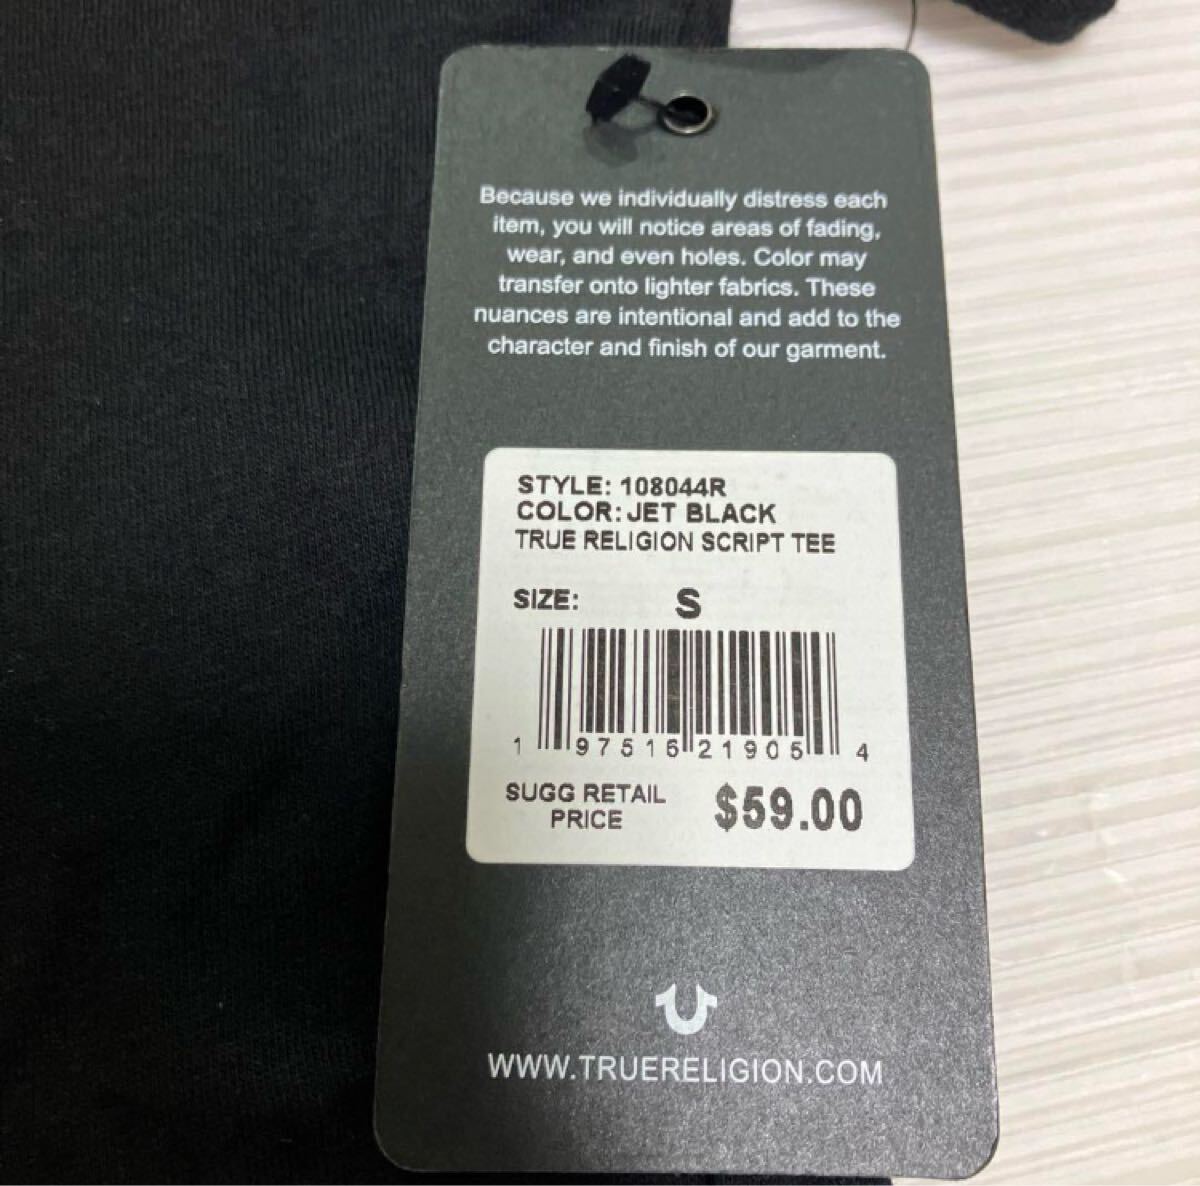 Because we individually distress each
item, you will notice areas of fading,
wear, and even holes. Color may
transfer onto lighter fabrics. These
nuances are intentional and add to the
character and finish of our garment.
STYLE: 108044R
COLOR: JET BLACK
TRUE RELIGION SCRIPT TEE
SIZE: S
1 97516 21905 4
SUGG RETAIL
PRICE $59.00
WWW.TRUERELIGION.COM